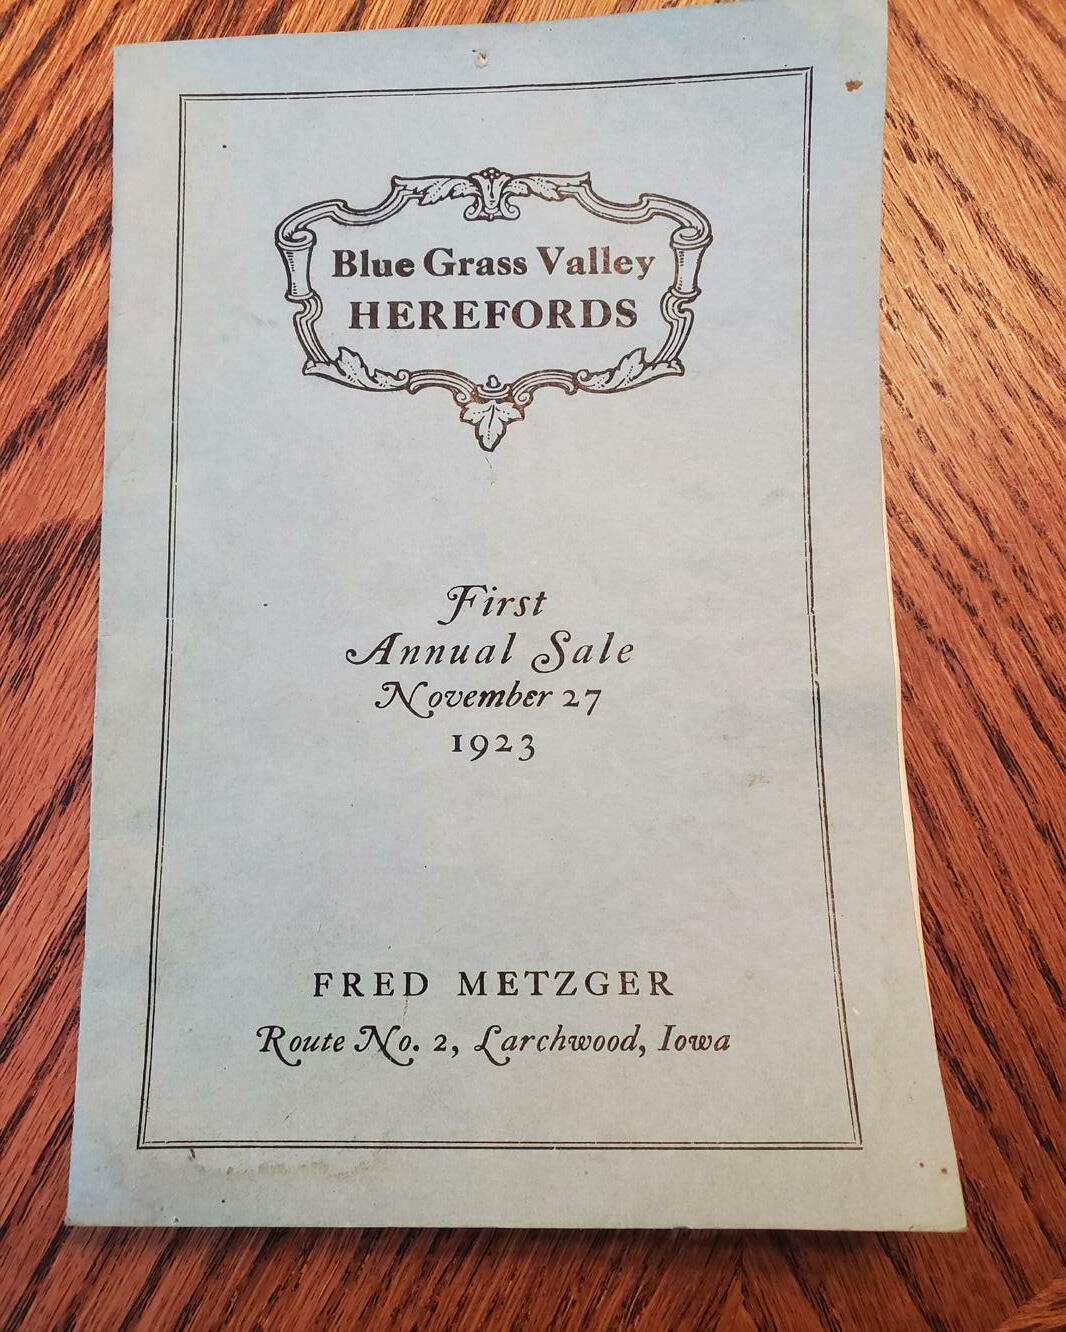 Blue Grass Valley
HEREFORDS
First
Annual Sale
November 27
1923
FRED METZGER
Route No. 2, Larchwood, Iowa